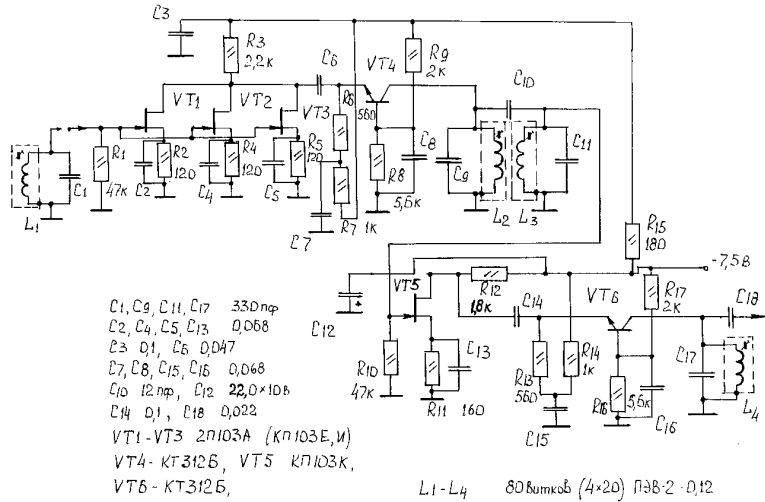 C3
R3
2,2к
C6
VT4
R9
2к
C10
VT1
VT2
VT3
R6
560
R1
47к
R2
120
R4
120
R5
120
C1
C2
C4
C5
C7
R7 1к
R8
5,6к
C8
C9
C11
L1
L2
L3
R15
180
-7,5В
VT5
R12
1,8к
C14
VT6
R17
2к
C18
C12
R10
47к
C13
R11 160
R13
560
R14
1к
C15
R16
5,6к
C16
C17
L4
C1, C9, C11, C17 330пф
C2, C4, C5, C13 0,068
C3 0,1, C6 0,047
C7, C8, C15, C16 0,068
C10 12пф, C12 22,0×10В
C14 0,1, C18 0,022
VT1-VT3 2П103А (КП103Е,И)
VT4- КТ312Б, VT5 КП103К,
VT6- КТ312Б,
L1-L4 80витков (4×20) ПЭВ-2-0,12